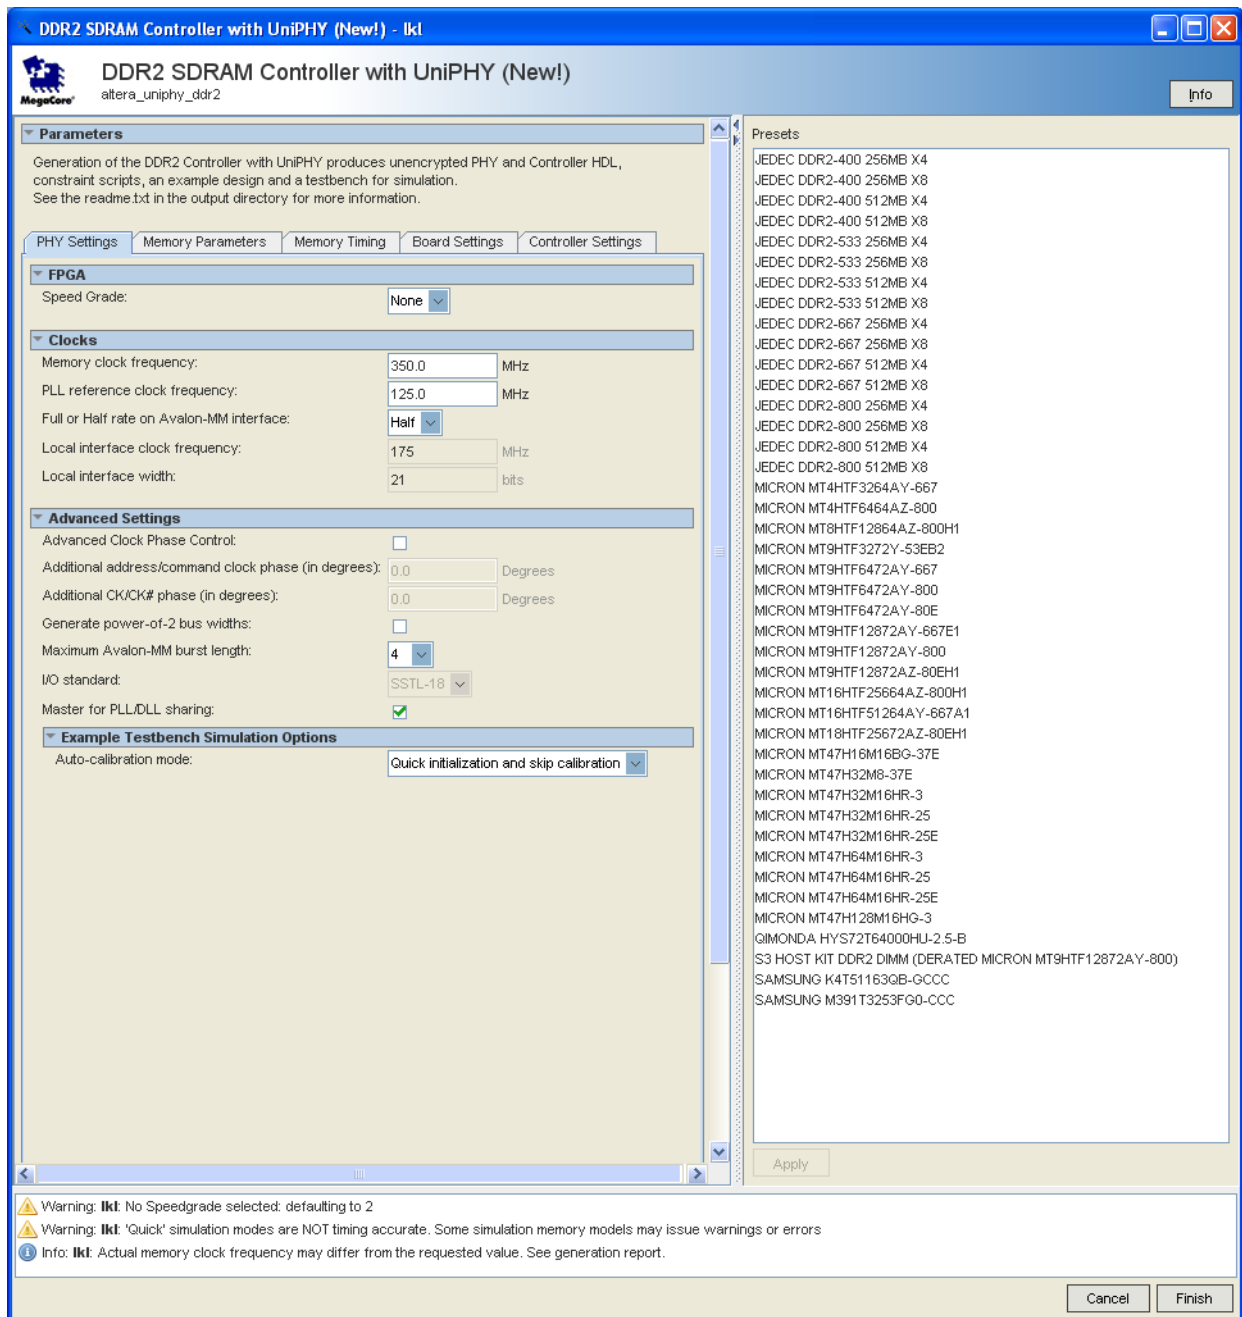 DDR2 SDRAM Controller with UniPHY (New!) - lkl
DDR2 SDRAM Controller with UniPHY (New!)
altera_uniphy_ddr2
MegaCore'
Info
Parameters
Generation of the DDR2 Controller with UniPHY produces unencrypted PHY and Controller HDL,
constraint scripts, an example design and a testbench for simulation.
See the readme.txt in the output directory for more information.
PHY Settings Memory Parameters Memory Timing Board Settings Controller Settings
FPGA
Speed Grade: None
Clocks
Memory clock frequency: 350.0 MHz
PLL reference clock frequency: 125.0 MHz
Full or Half rate on Avalon-MM interface: Half
Local interface clock frequency: 175 MHz
Local interface width: 21 bits
Advanced Settings
Advanced Clock Phase Control:
Additional address/command clock phase (in degrees): 0.0 Degrees
Additional CK/CK# phase (in degrees): 0.0 Degrees
Generate power-of-2 bus widths:
Maximum Avalon-MM burst length: 4
I/O standard: SSTL-18
Master for PLL/DLL sharing:
Example Testbench Simulation Options
Auto-calibration mode: Quick initialization and skip calibration
Presets
JEDEC DDR2-400 256MB X4
JEDEC DDR2-400 256MB X8
JEDEC DDR2-400 512MB X4
JEDEC DDR2-400 512MB X8
JEDEC DDR2-533 256MB X4
JEDEC DDR2-533 256MB X8
JEDEC DDR2-533 512MB X4
JEDEC DDR2-533 512MB X8
JEDEC DDR2-667 256MB X4
JEDEC DDR2-667 256MB X8
JEDEC DDR2-667 512MB X4
JEDEC DDR2-667 512MB X8
JEDEC DDR2-800 256MB X4
JEDEC DDR2-800 256MB X8
JEDEC DDR2-800 512MB X4
JEDEC DDR2-800 512MB X8
MICRON MT4HTF3264AY-667
MICRON MT4HTF6464AZ-800
MICRON MT8HTF12864AZ-800H1
MICRON MT9HTF3272Y-53EB2
MICRON MT9HTF6472AY-667
MICRON MT9HTF6472AY-800
MICRON MT9HTF6472AY-80E
MICRON MT9HTF12872AY-667E1
MICRON MT9HTF12872AY-800
MICRON MT9HTF12872AZ-80EH1
MICRON MT16HTF25664AZ-800H1
MICRON MT16HTF51264AY-667A1
MICRON MT18HTF25672AZ-80EH1
MICRON MT47H16M16BG-37E
MICRON MT47H32M8-37E
MICRON MT47H32M16HR-3
MICRON MT47H32M16HR-25
MICRON MT47H32M16HR-25E
MICRON MT47H64M16HR-3
MICRON MT47H64M16HR-25
MICRON MT47H64M16HR-25E
MICRON MT47H128M16HG-3
QIMONDA HYS72T64000HU-2.5-B
S3 HOST KIT DDR2 DIMM (DERATED MICRON MT9HTF12872AY-800)
SAMSUNG K4T51163QB-GCCC
SAMSUNG M391T3253FG0-CCC
Apply
Warning: lkl: No Speedgrade selected: defaulting to 2
Warning: lkl: 'Quick' simulation modes are NOT timing accurate. Some simulation memory models may issue warnings or errors
Info: lkl: Actual memory clock frequency may differ from the requested value. See generation report.
Cancel Finish